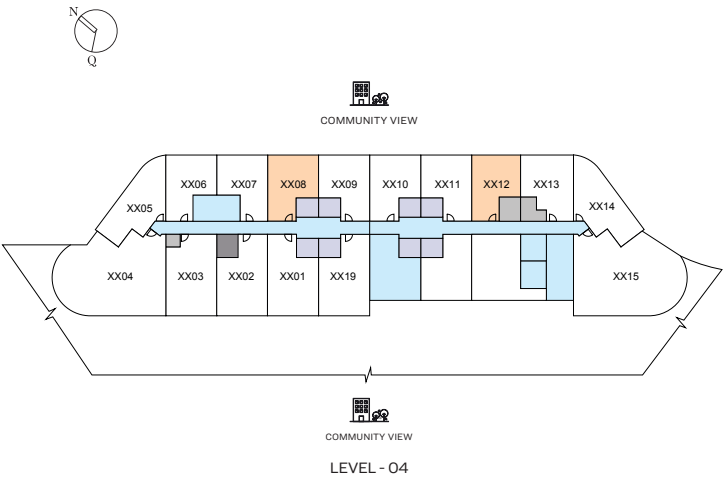 N
Q
COMMUNITY VIEW
XX06 XX07 XX08 XX09 XX10 XX11 XX12 XX13
XX05 XX14
XX04 XX03 XX02 XX01 XX19 XX15
COMMUNITY VIEW
LEVEL - 04